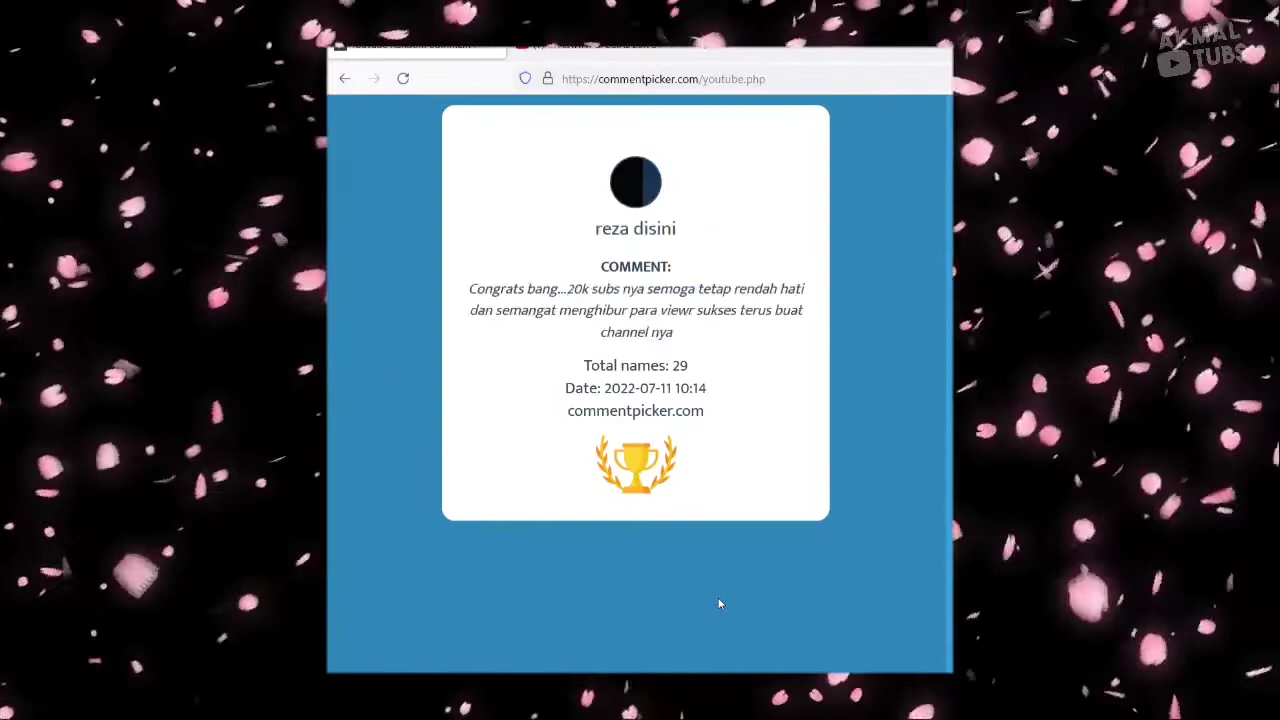 AKMAL
TUBS
https://commentpicker.com/youtube.php
reza disini
COMMENT:
Congrats bang...20k subs nya semoga tetap rendah hati
dan semangat menghibur para viewr sukses terus buat
channel nya
Total names: 29
Date: 2022-07-11 10:14
commentpicker.com